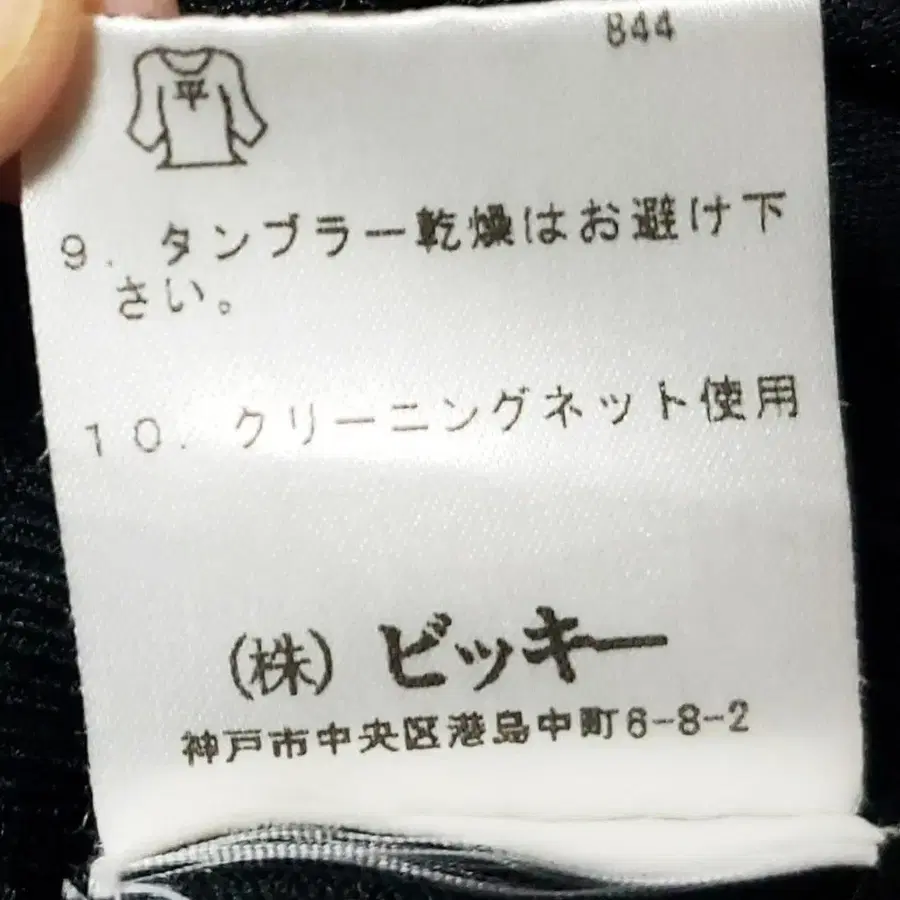 844
平
9. タンブラー乾燥はお避け下
さい。
10. クリーニングネット使用
(株) ビッキー
神戸市中央区港島中町6-8-2